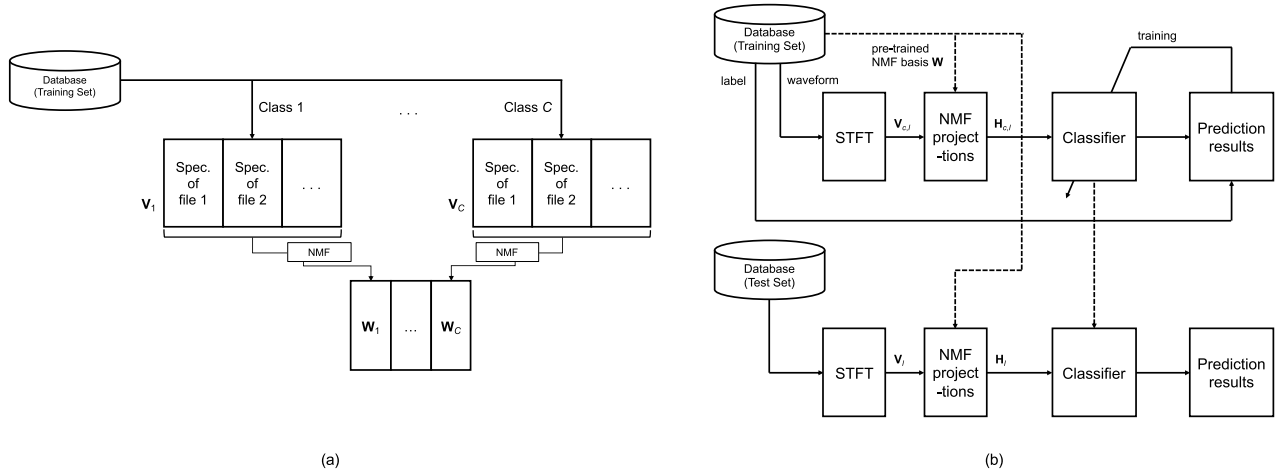 Database
(Training Set)
Class 1
. . .
Class C
Spec.
of
file 1
Spec.
of
file 2
. . .
V1
Spec.
of
file 1
Spec.
of
file 2
. . .
VC
NMF
NMF
W1
...
WC
(a)
Database
(Training Set)
training
pre-trained
NMF basis W
label
waveform
STFT
Vc,l
NMF
project
-tions
Hc,l
Classifier
Prediction
results
Database
(Test Set)
STFT
Vl
NMF
project
-tions
Hl
Classifier
Prediction
results
(b)